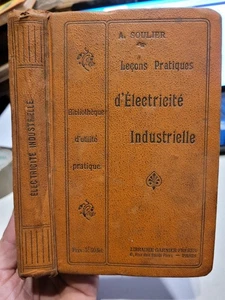 ÉLECTRICITÉ INDUSTRIELLE
Bibliothèque
d'utilité
pratique.
A. SOULIER
Leçons Pratiques
d'Électricité
Industrielle
LIBRAIRIE GARNIER FRÈRES